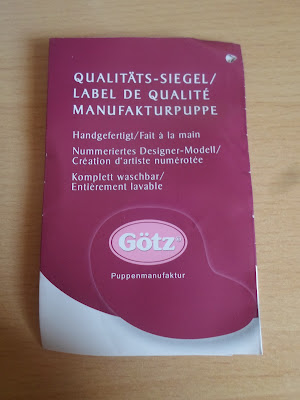 QUALITÄTS-SIEGEL/
LABEL DE QUALITÉ
MANUFAKTURPUPPE
Handgefertigt/Fait à la main
Nummeriertes Designer-Modell/
Création d'artiste numérotée
Komplett waschbar/
Entièrement lavable
Götz
Puppenmanufaktur